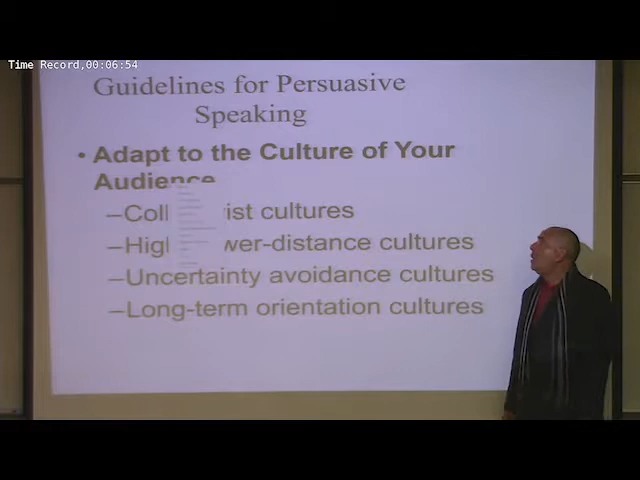 Time Record,00:06:54
Guidelines for Persuasive
Speaking
• Adapt to the Culture of Your
Audience
–Coll ist cultures
–Higl wer-distance cultures
–Uncertainty avoidance cultures
–Long-term orientation cultures